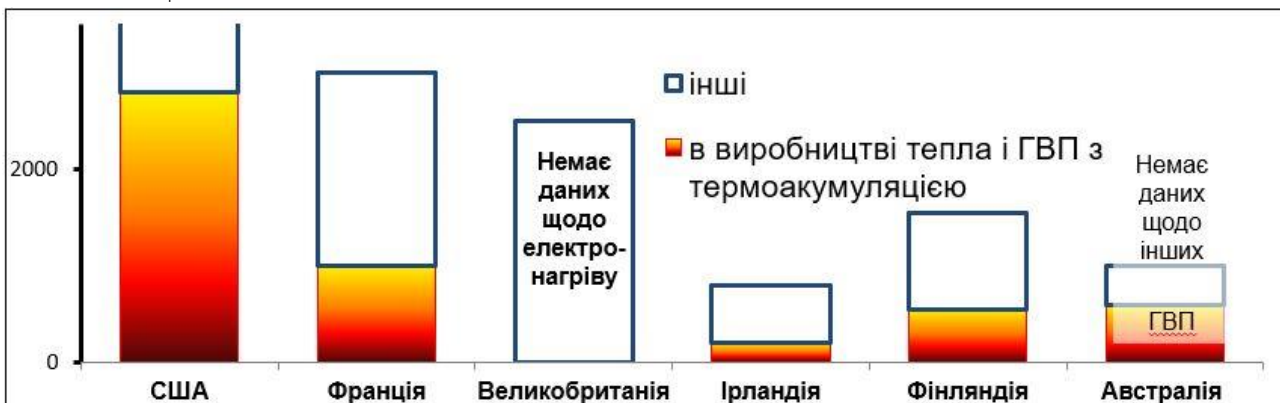 2000
0
інші
в виробництві тепла і ГВП з
термоакумуляцією
Немає
даних
щодо
електро-
нагріву
Немає
даних
щодо
інших
ГВП
США
Франція
Великобританія
Ірландія
Фінляндія
Австралія